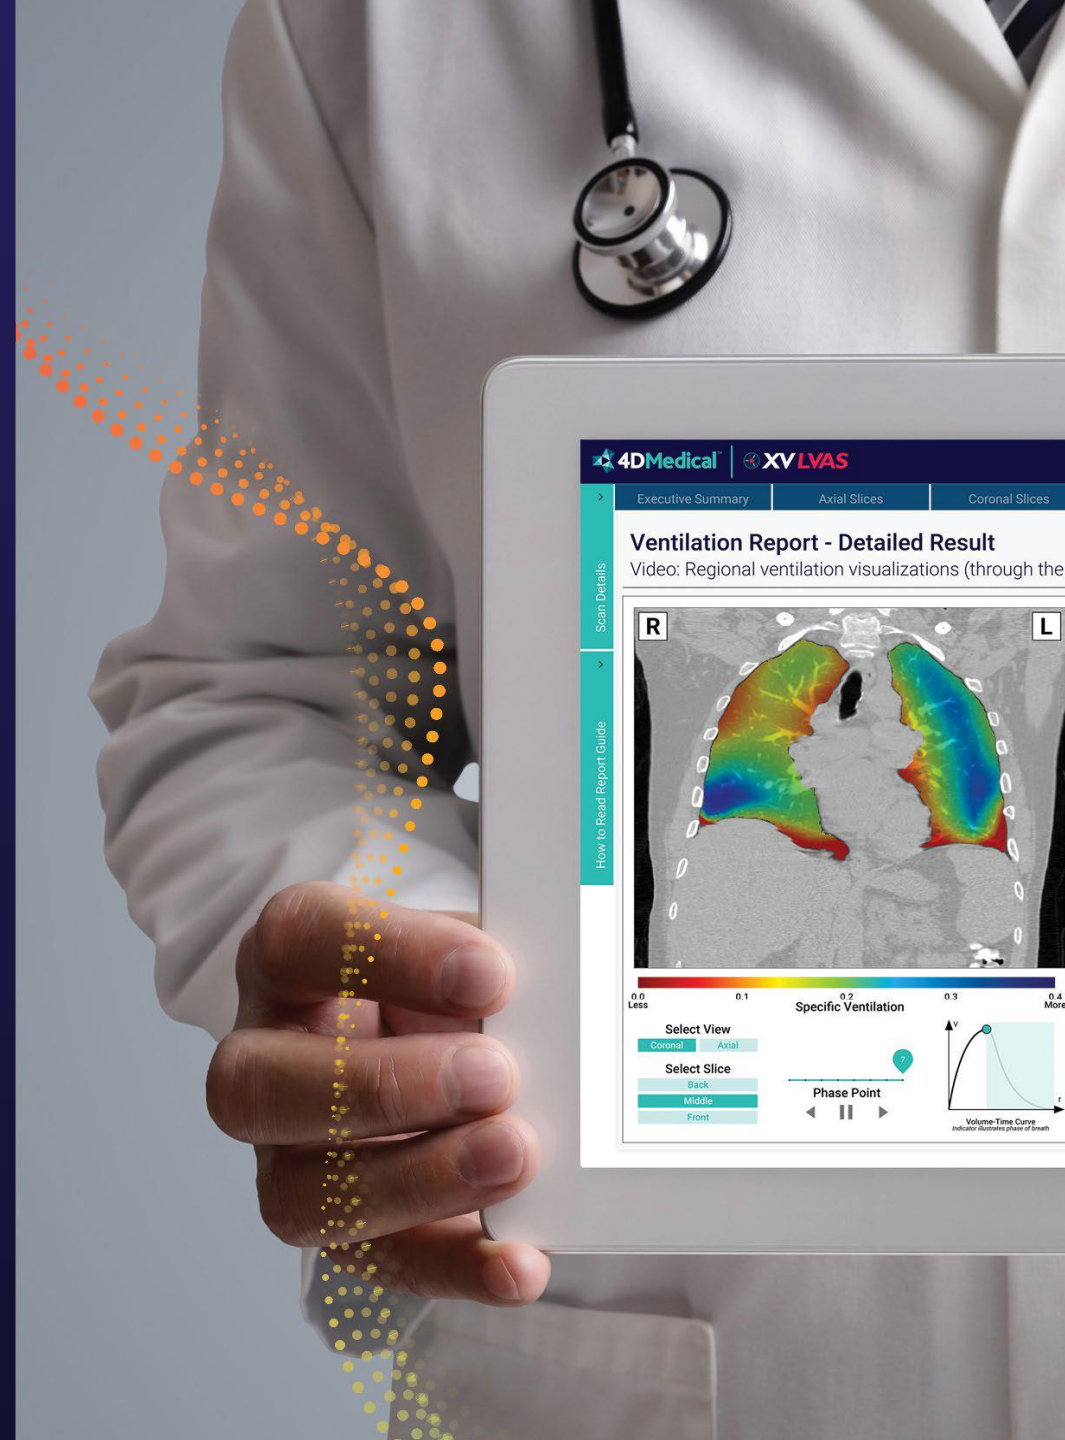 4DMedical™ | XV LVAS
Executive Summary
Axial Slices
Coronal Slices
Scan Details
How to Read Report Guide
Ventilation Report - Detailed Result
Video: Regional ventilation visualizations (through the
R
L
0.0 0.1 0.2 0.3 0.4
Less Specific Ventilation More
Select View
Coronal Axial
Select Slice
Back
Middle
Front
7
Phase Point
V
t
Volume-Time Curve
Indicator illustrates phase of breath